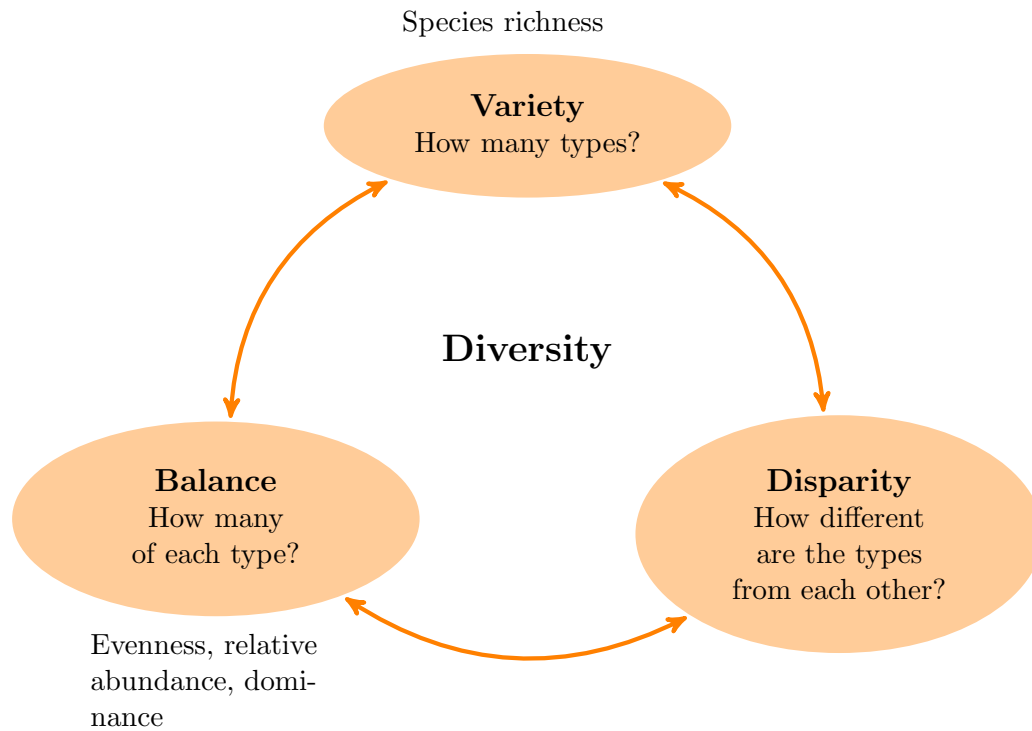 Species richness
Variety
How many types?
Diversity
Balance
How many
of each type?
Disparity
How different
are the types
from each other?
Evenness, relative
abundance, domi-
nance